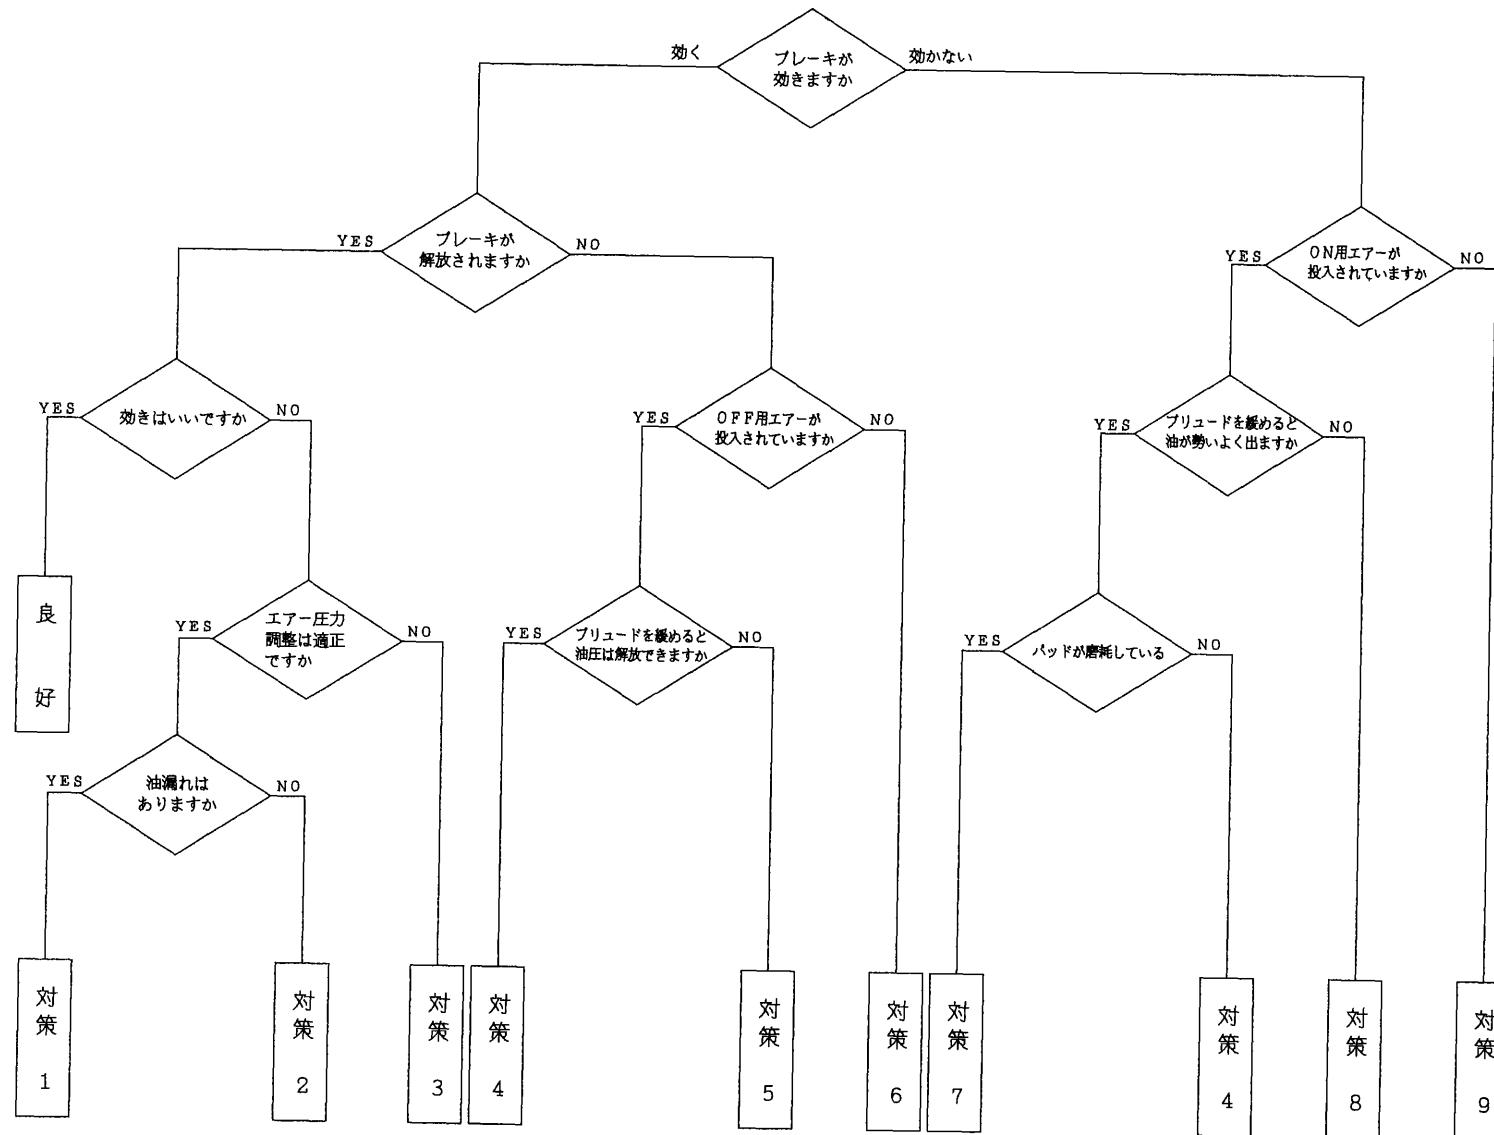 効く
ブレーキが
効きますか
効かない
YES
ブレーキが
解放されますか
NO
YES
ON用エアーが
投入されていますか
NO
YES
効きはいいですか
NO
YES
OFF用エアーが
投入されていますか
NO
YES
ブリュードを緩めると
油が勢いよく出ますか
NO
良好
YES
エアー圧力
調整は適正
ですか
NO
YES
ブリュードを緩めると
油圧は解放できますか
NO
YES
パッドが磨耗している
NO
YES
油漏れは
ありますか
NO
対策1
対策2
対策3
対策4
対策5
対策6
対策7
対策4
対策8
対策9